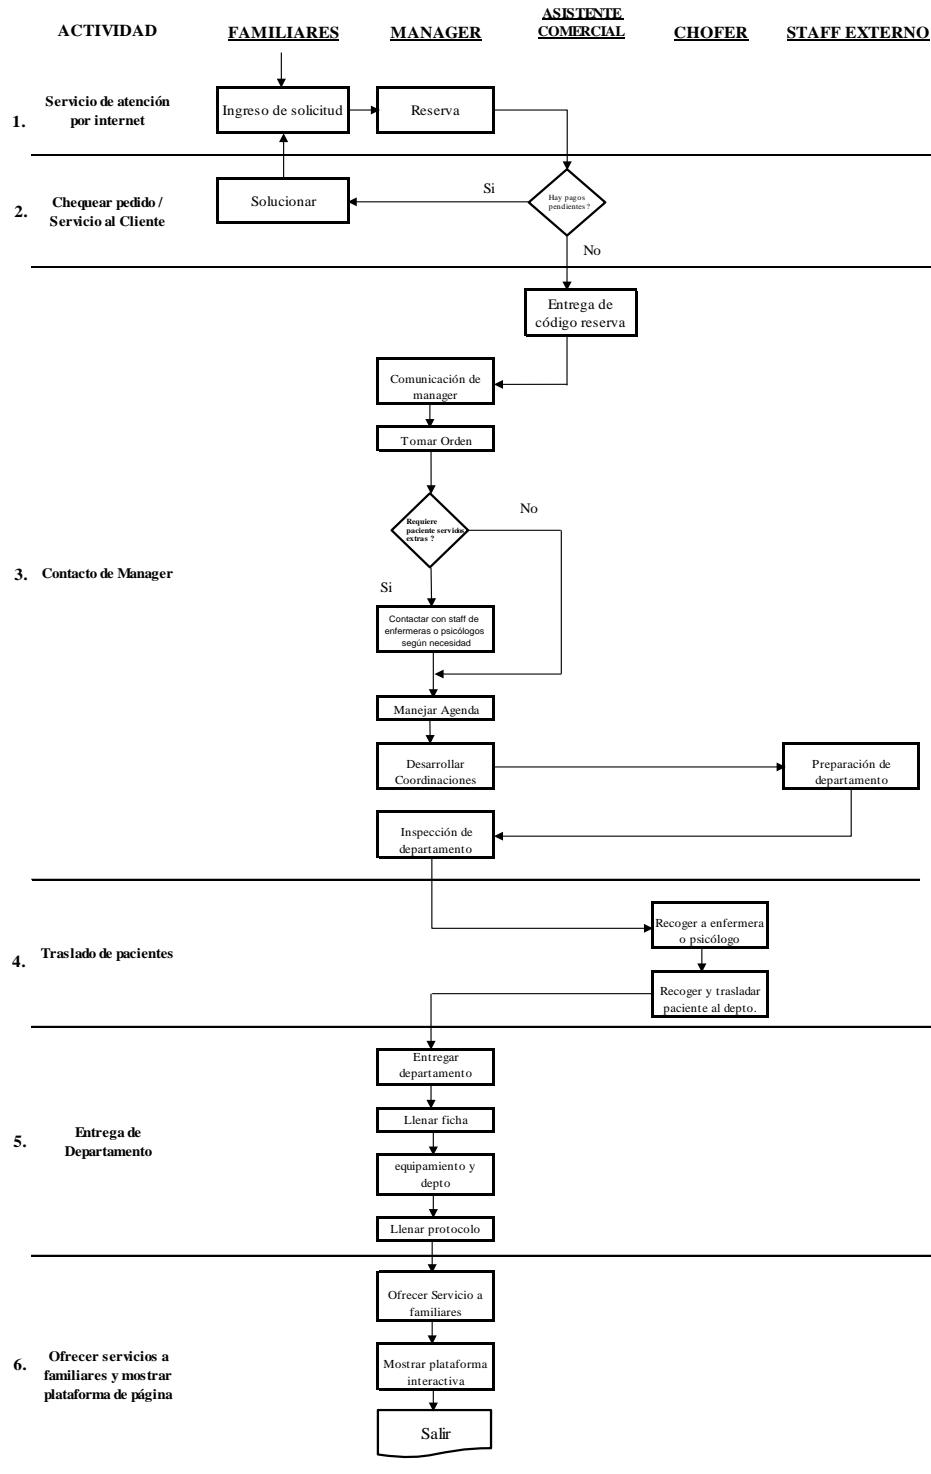 ACTIVIDAD
FAMILIARES
MANAGER
ASISTENTE
COMERCIAL
CHOFER
STAFF EXTERNO
1.
Servicio de atención
por internet
Ingreso de solicitud
Reserva
2.
Chequear pedido /
Servicio al Cliente
Solucionar
Si
Hay pagos
pendientes ?
No
Entrega de
código reserva
3.
Contacto de Manager
Comunicación de
manager
Tomar Orden
Requiere
paciente servidos
extras ?
No
Si
Contactar con staff de
enfermeras o psicólogos
según necesidad
Manejar Agenda
Desarrollar
Coordinaciones
Preparación de
departamento
Inspección de
departamento
4.
Traslado de pacientes
Recoger a enfermera
o psicólogo
Recoger y trasladar
paciente al depto.
5.
Entrega de
Departamento
Entregar
departamento
Llenar ficha
equipamiento y
depto
Llenar protocolo
6.
Ofrecer servicios a
familiares y mostrar
plataforma de página
Ofrecer Servicio a
familiares
Mostrar plataforma
interactiva
Salir